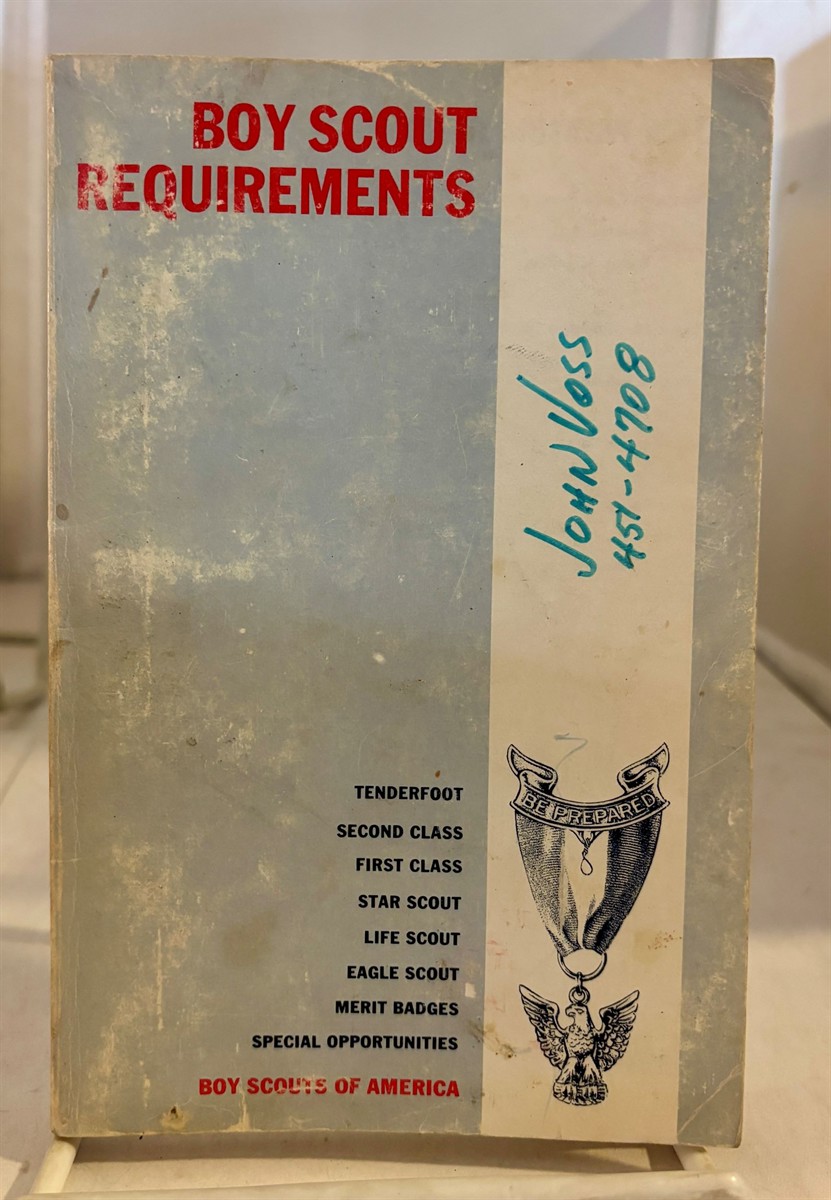 BOY SCOUT
REQUIREMENTS
JOHN VOSS
451-4708
BE PREPARED
TENDERFOOT
SECOND CLASS
FIRST CLASS
STAR SCOUT
LIFE SCOUT
EAGLE SCOUT
MERIT BADGES
SPECIAL OPPORTUNITIES
BOY SCOUTS OF AMERICA